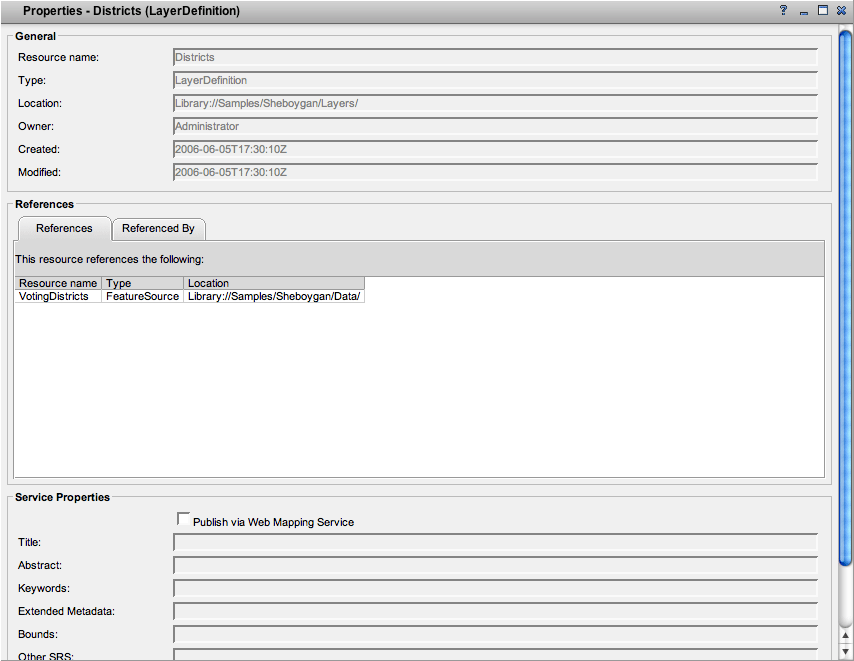 Properties - Districts (LayerDefinition)
?
General
Resource name: Districts
Type: LayerDefinition
Location: Library://Samples/Sheboygan/Layers/
Owner: Administrator
Created: 2006-06-05T17:30:10Z
Modified: 2006-06-05T17:30:10Z
References
References Referenced By
This resource references the following:
Resource name Type Location
VotingDistricts FeatureSource Library://Samples/Sheboygan/Data/
Service Properties
Publish via Web Mapping Service
Title:
Abstract:
Keywords:
Extended Metadata:
Bounds:
Other SRS: